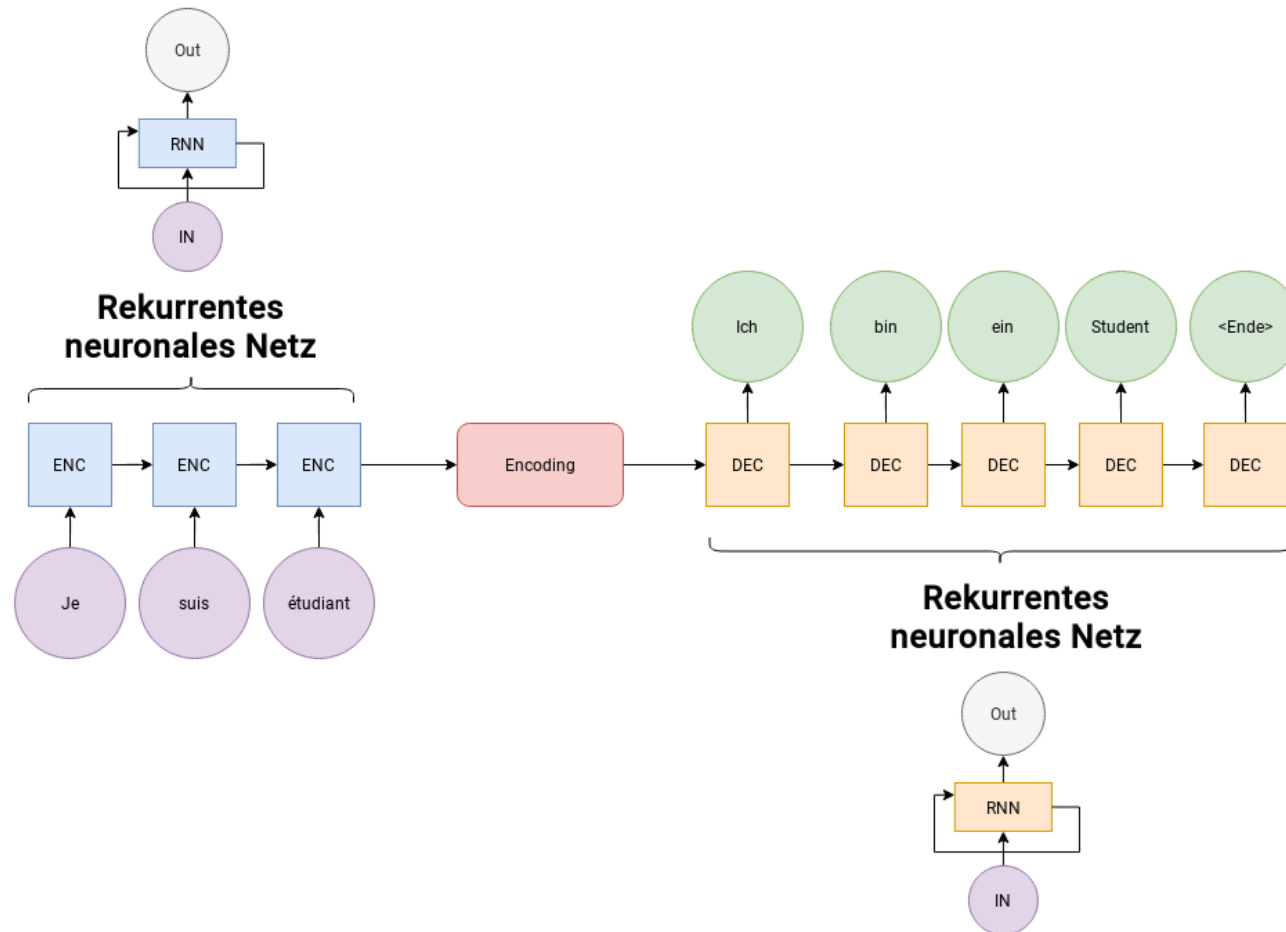 Out
RNN
IN
Rekurrentes
neuronales Netz
ENC
ENC
ENC
Je
suis
étudiant
Encoding
Ich
bin
ein
Student
<Ende>
DEC
DEC
DEC
DEC
DEC
Rekurrentes
neuronales Netz
Out
RNN
IN